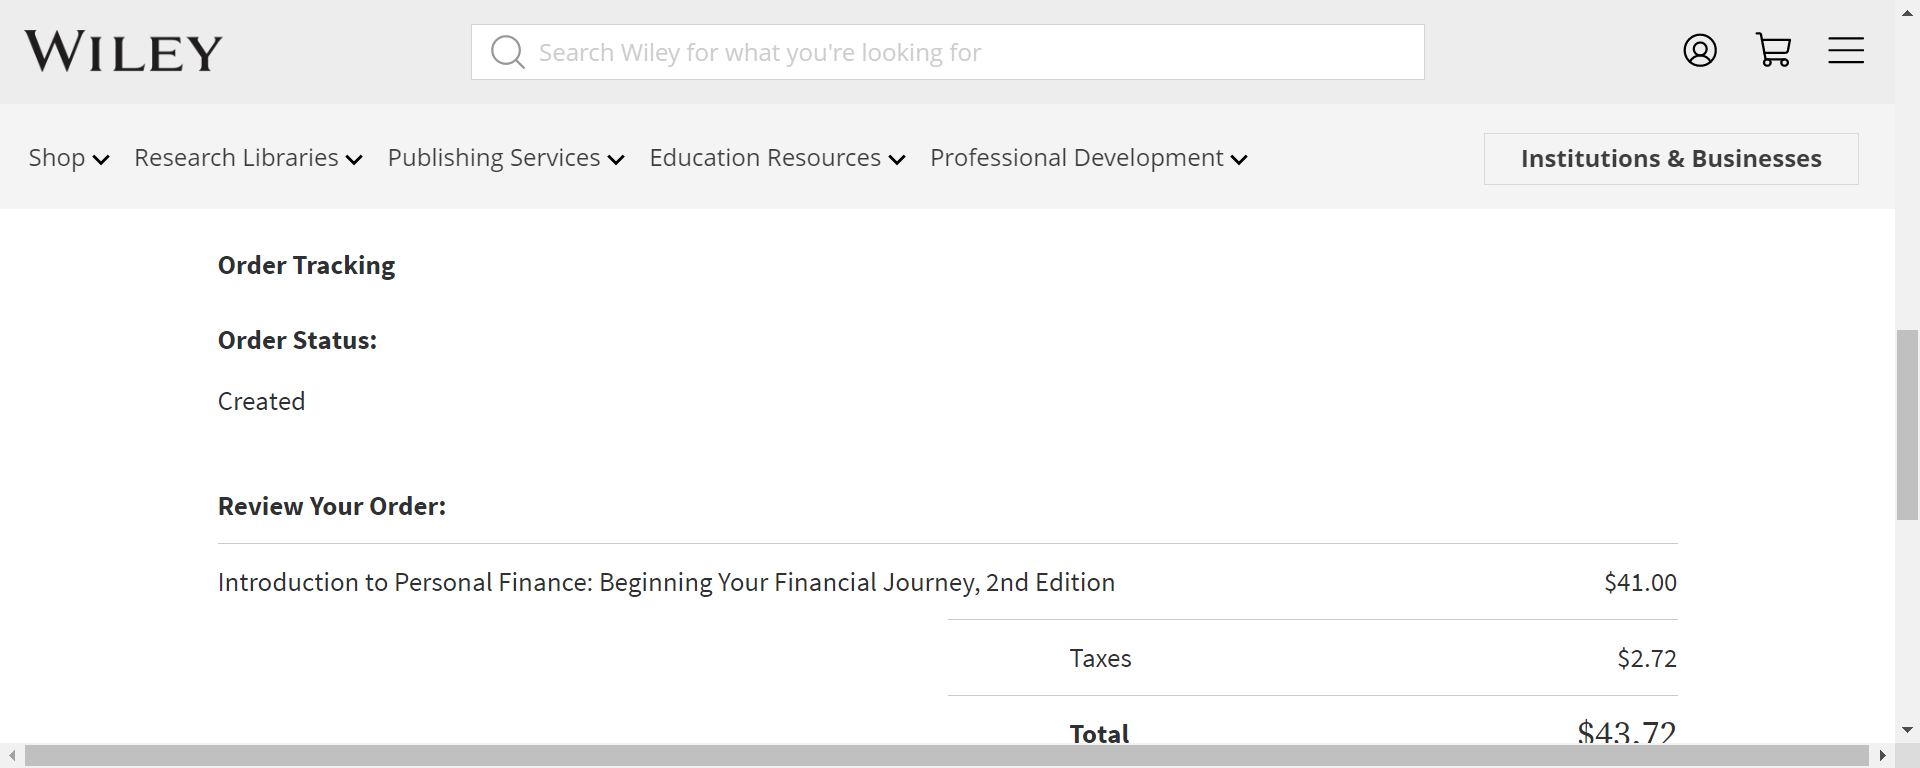 WILEY
Search Wiley for what you're looking for
Shop Research Libraries Publishing Services Education Resources Professional Development Institutions & Businesses
Order Tracking
Order Status:
Created
Review Your Order:
Introduction to Personal Finance: Beginning Your Financial Journey, 2nd Edition $41.00
Taxes $2.72
Total $43.72